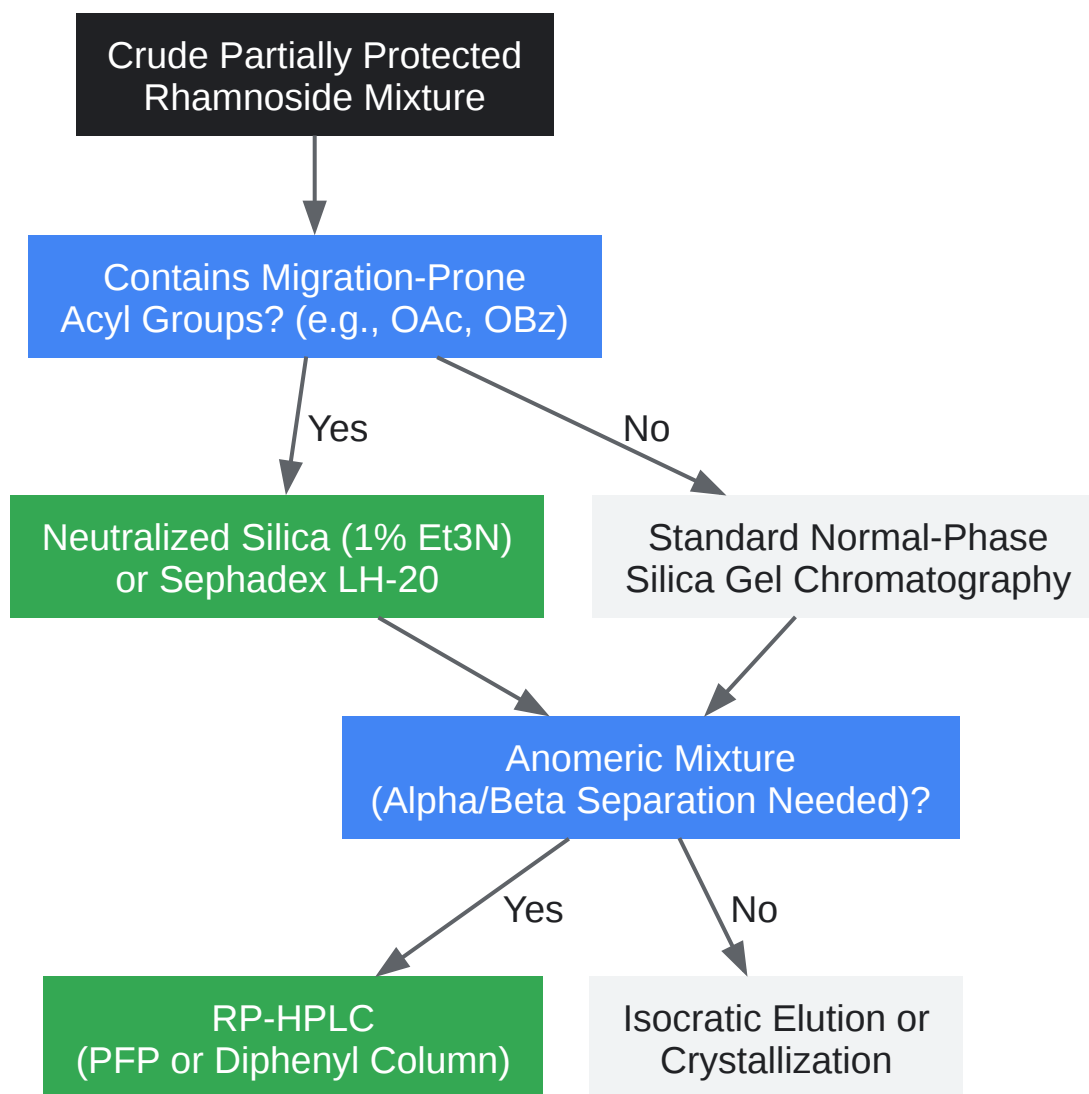 Crude Partially Protected
Rhamnoside Mixture
Contains Migration-Prone
Acyl Groups? (e.g., OAc, OBz)
Yes
No
Neutralized Silica (1% Et3N)
or Sephadex LH-20
Standard Normal-Phase
Silica Gel Chromatography
Anomeric Mixture
(Alpha/Beta Separation Needed)?
Yes
No
RP-HPLC
(PFP or Diphenyl Column)
Isocratic Elution or
Crystallization